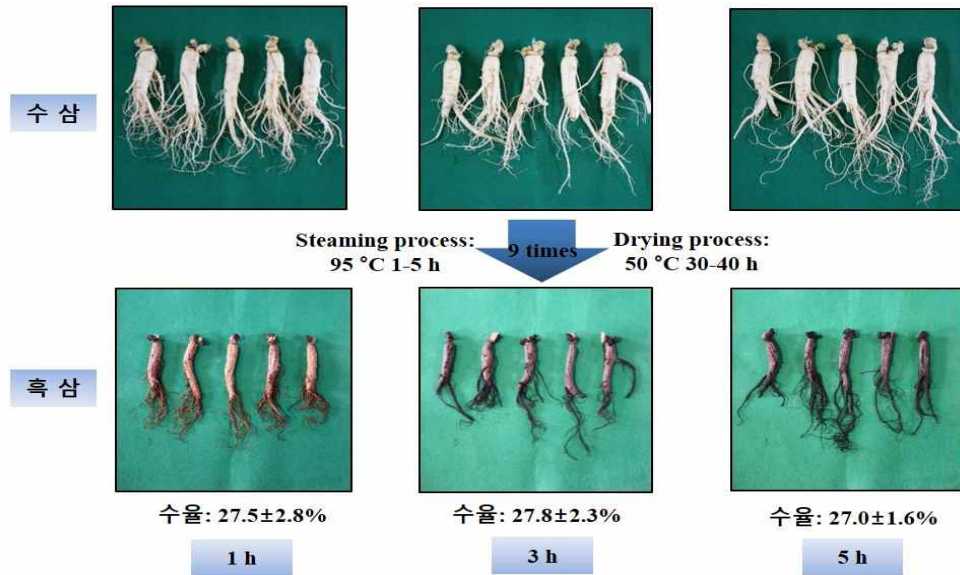 수 삼
Steaming process:
95 °C 1-5 h
9 times
Drying process:
50 °C 30-40 h
흑 삼
수율: 27.5±2.8%
수율: 27.8±2.3%
수율: 27.0±1.6%
1 h
3 h
5 h